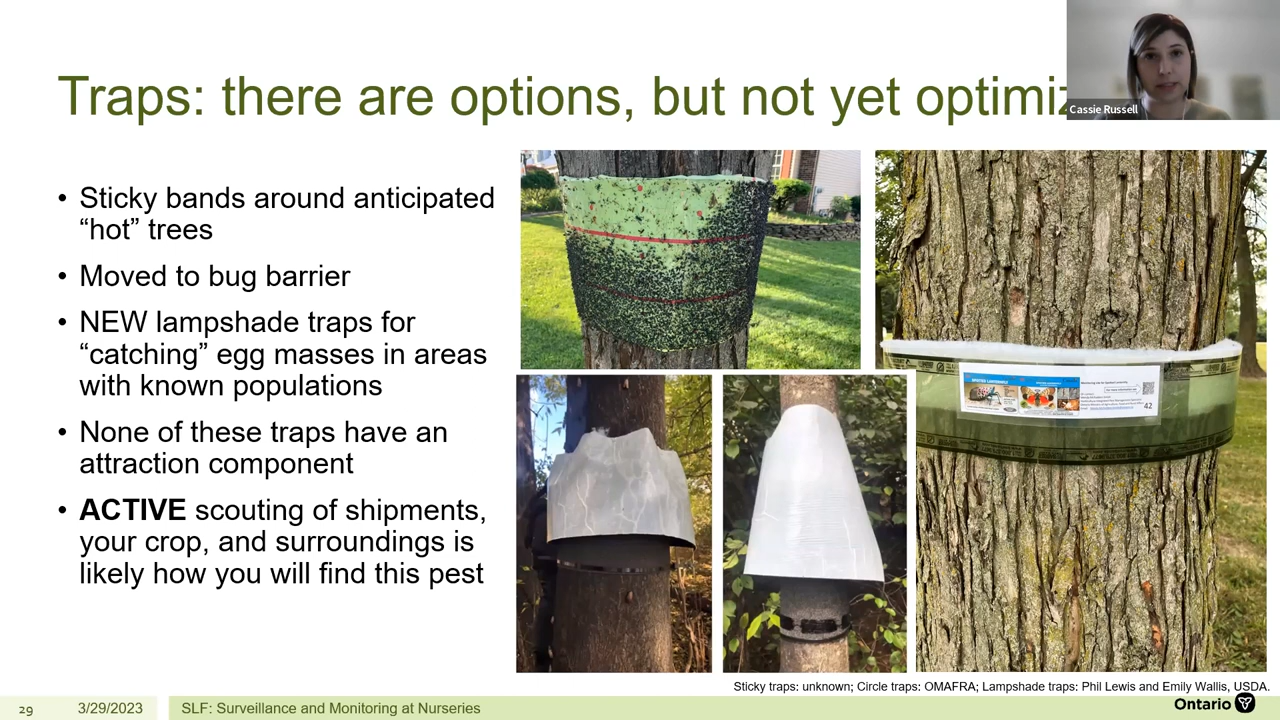 Traps: there are options, but not yet optimiz
Cassie Russell
• Sticky bands around anticipated
“hot” trees
• Moved to bug barrier
• NEW lampshade traps for
“catching” egg masses in areas
with known populations
• None of these traps have an
attraction component
• ACTIVE scouting of shipments,
your crop, and surroundings is
likely how you will find this pest
42
Sticky traps: unknown; Circle traps: OMAFRA; Lampshade traps: Phil Lewis and Emily Wallis, USDA.
29
3/29/2023
SLF: Surveillance and Monitoring at Nurseries
Ontario